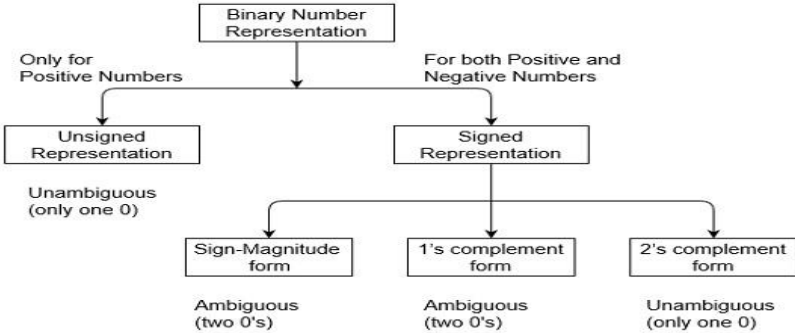 Binary Number
Representation
Only for
Positive Numbers
For both Positive and
Negative Numbers
Unsigned
Representation
Signed
Representation
Unambiguous
(only one 0)
Sign-Magnitude
form
1's complement
form
2's complement
form
Ambiguous
(two 0's)
Ambiguous
(two 0's)
Unambiguous
(only one 0)